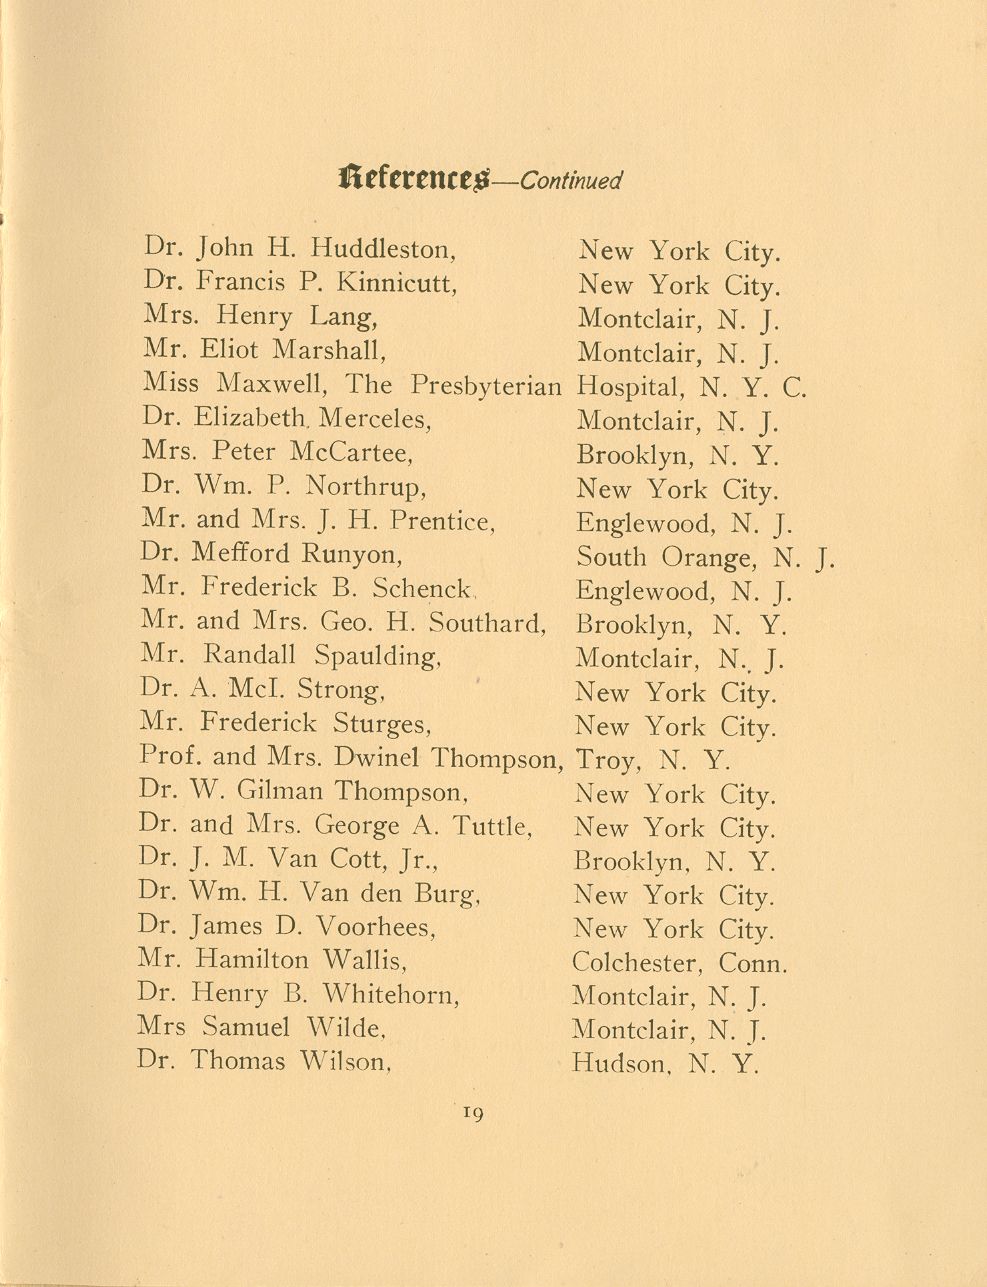 References—Continued
Dr. John H. Huddleston, New York City.
Dr. Francis P. Kinnicutt, New York City.
Mrs. Henry Lang, Montclair, N. J.
Mr. Eliot Marshall, Montclair, N. J.
Miss Maxwell, The Presbyterian Hospital, N. Y. C.
Dr. Elizabeth Merceles, Montclair, N. J.
Mrs. Peter McCartee, Brooklyn, N. Y.
Dr. Wm. P. Northrup, New York City.
Mr. and Mrs. J. H. Prentice, Englewood, N. J.
Dr. Mefford Runyon, South Orange, N. J.
Mr. Frederick B. Schenck, Englewood, N. J.
Mr. and Mrs. Geo. H. Southard, Brooklyn, N. Y.
Mr. Randall Spaulding, Montclair, N. J.
Dr. A. McI. Strong, New York City.
Mr. Frederick Sturges, New York City.
Prof. and Mrs. Dwinel Thompson, Troy, N. Y.
Dr. W. Gilman Thompson, New York City.
Dr. and Mrs. George A. Tuttle, New York City.
Dr. J. M. Van Cott, Jr., Brooklyn, N. Y.
Dr. Wm. H. Van den Burg, New York City.
Dr. James D. Voorhees, New York City.
Mr. Hamilton Wallis, Colchester, Conn.
Dr. Henry B. Whitehorn, Montclair, N. J.
Mrs Samuel Wilde, Montclair, N. J.
Dr. Thomas Wilson, Hudson, N. Y.
19